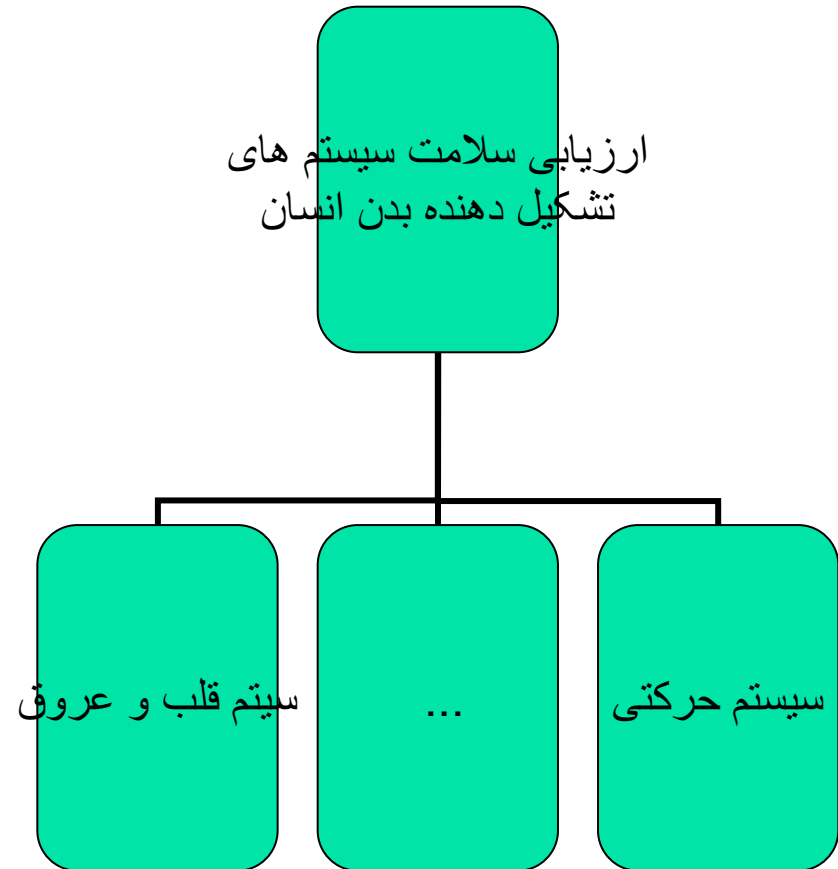 ارزیابی سلامت سیستم های
تشکیل دهنده بدن انسان
سیستم حرکتی
...
سیتم قلب و عروق